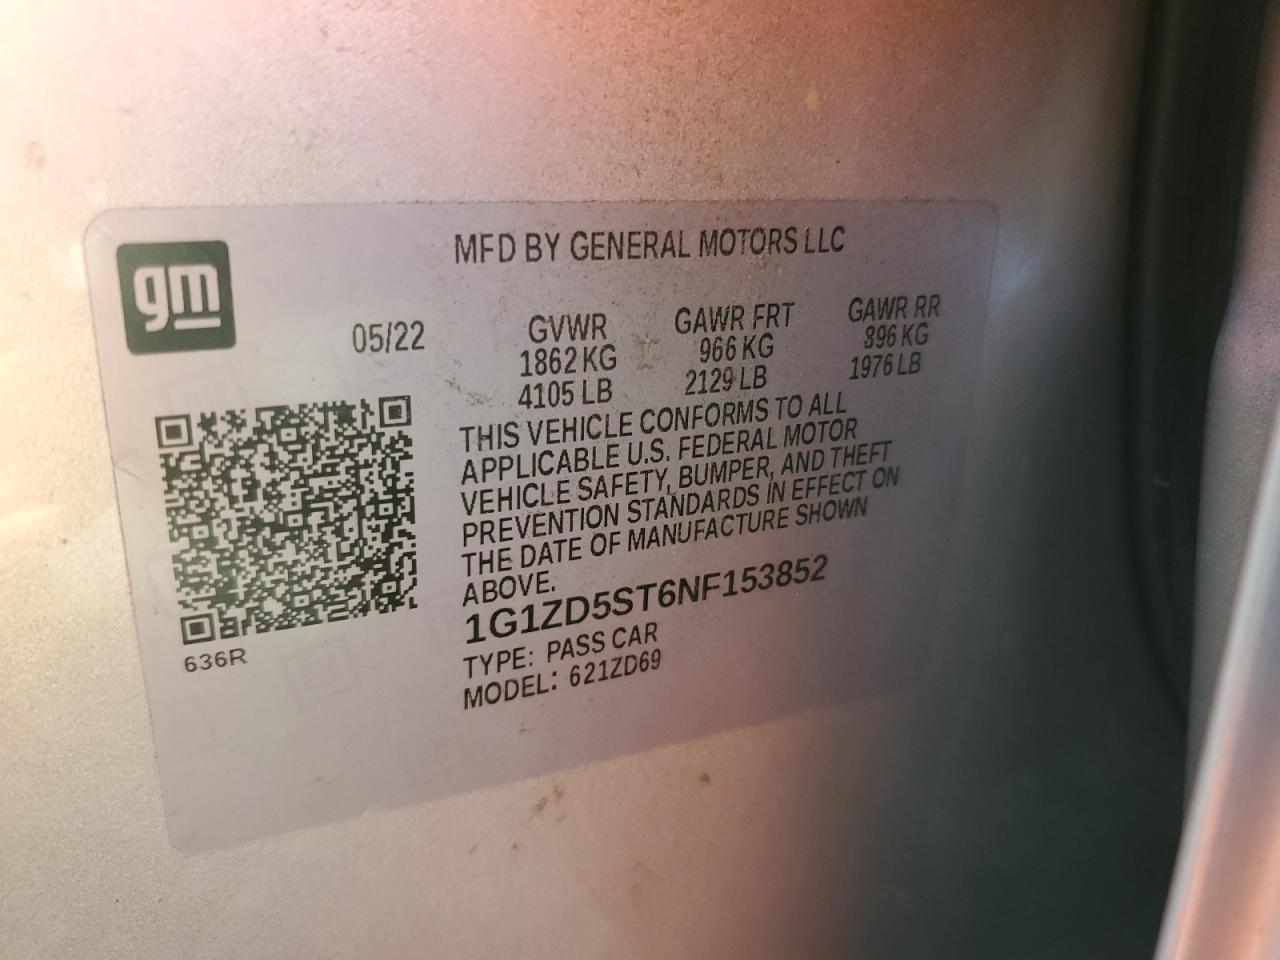 gm
MFD BY GENERAL MOTORS LLC
05/22
GVWR GAWR FRT GAWR RR
1862 KG 966 KG 896 KG
4105 LB 2129 LB 1976 LB
THIS VEHICLE CONFORMS TO ALL
APPLICABLE U.S. FEDERAL MOTOR
VEHICLE SAFETY, BUMPER, AND THEFT
PREVENTION STANDARDS IN EFFECT ON
THE DATE OF MANUFACTURE SHOWN
ABOVE.
1G1ZD5ST6NF153852
TYPE: PASS CAR
MODEL: 621ZD69
636R